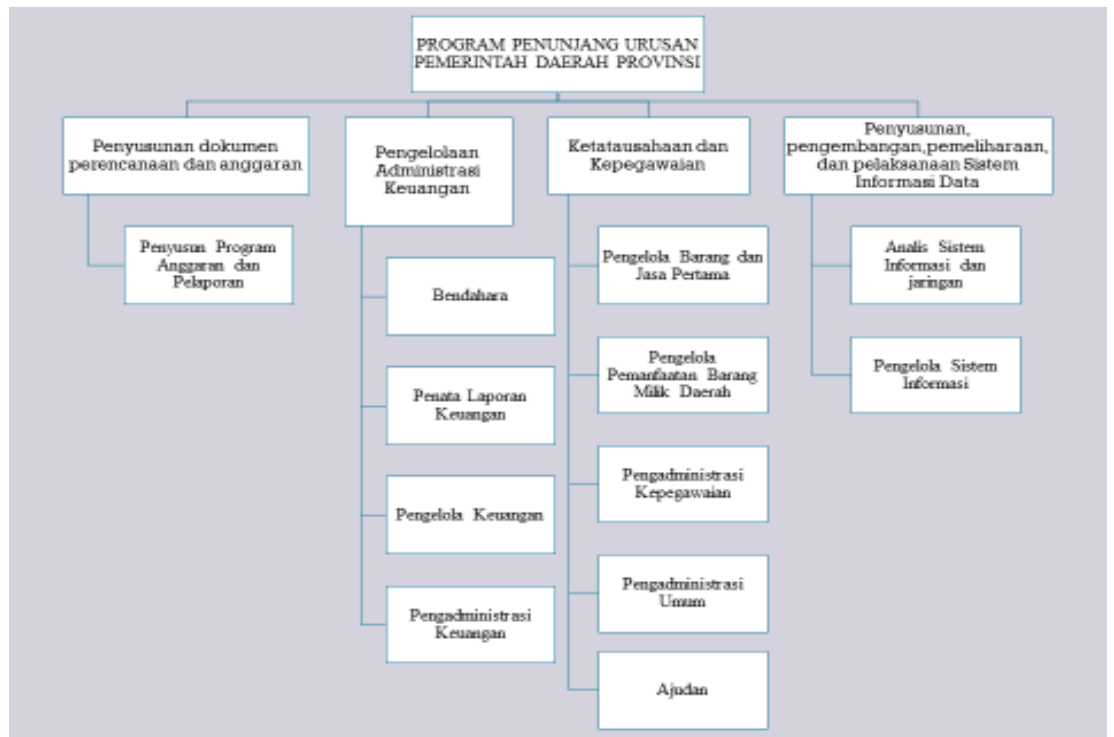 PROGRAM PENUNJANG URUSAN
PEMERINTAH DAERAH PROVINSI
Penyusunan dokumen
perencanaan dan anggaran
Penyusun Program
Anggaran dan
Pelaporan
Pengelolaan
Administrasi
Keuangan
Bendahara
Penata Laporan
Keuangan
Pengelola Keuangan
Pengadministrasi
Keuangan
Ketatausahaan dan
Kepegawaian
Pengelola Barang dan
Jasa Pertama
Pengelola
Pemanfaatan Barang
Milik Daerah
Pengadministrasi
Kepegawaian
Pengadministrasi
Umum
Ajudan
Penyusunan,
pengembangan,pemeliharaan,
dan pelaksanaan Sistem
Informasi Data
Analis Sistem
Informasi dan
jaringan
Pengelola Sistem
Informasi